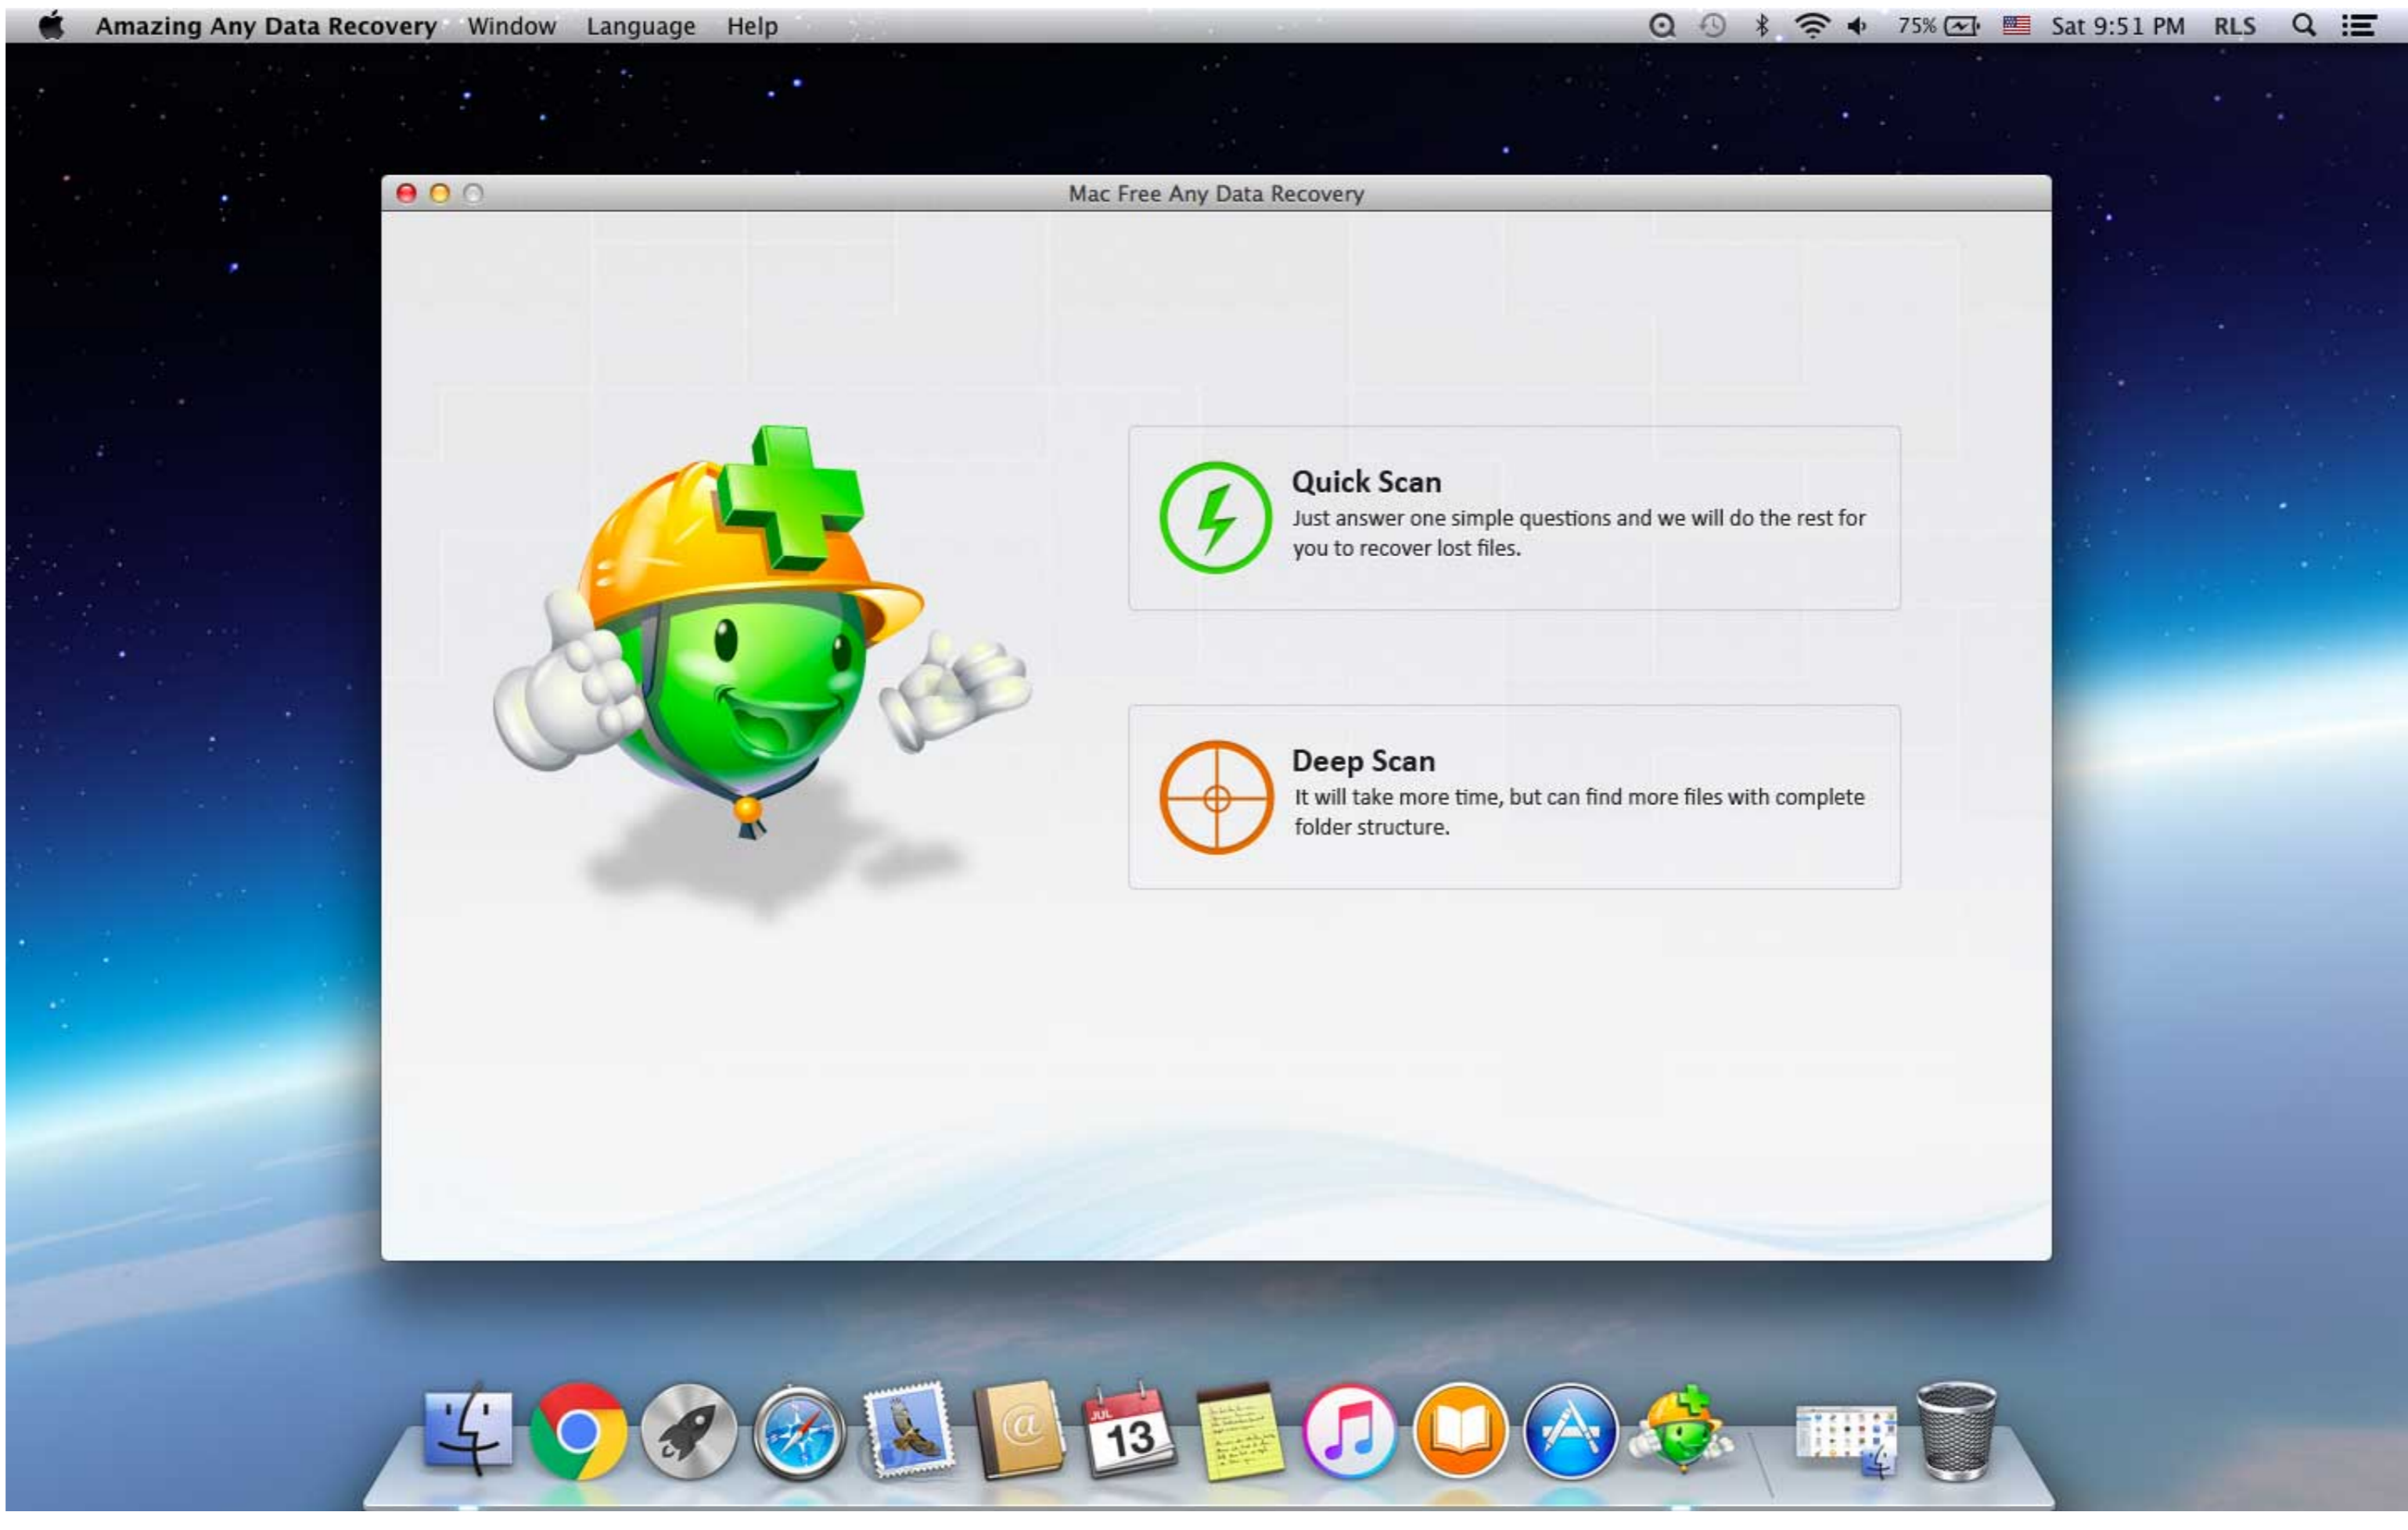 Amazing Any Data Recovery Window Language Help 75% Sat 9:51 PM RLS
Mac Free Any Data Recovery
Quick Scan
Just answer one simple questions and we will do the rest for
you to recover lost files.
Deep Scan
It will take more time, but can find more files with complete
folder structure.
@
JUL
13